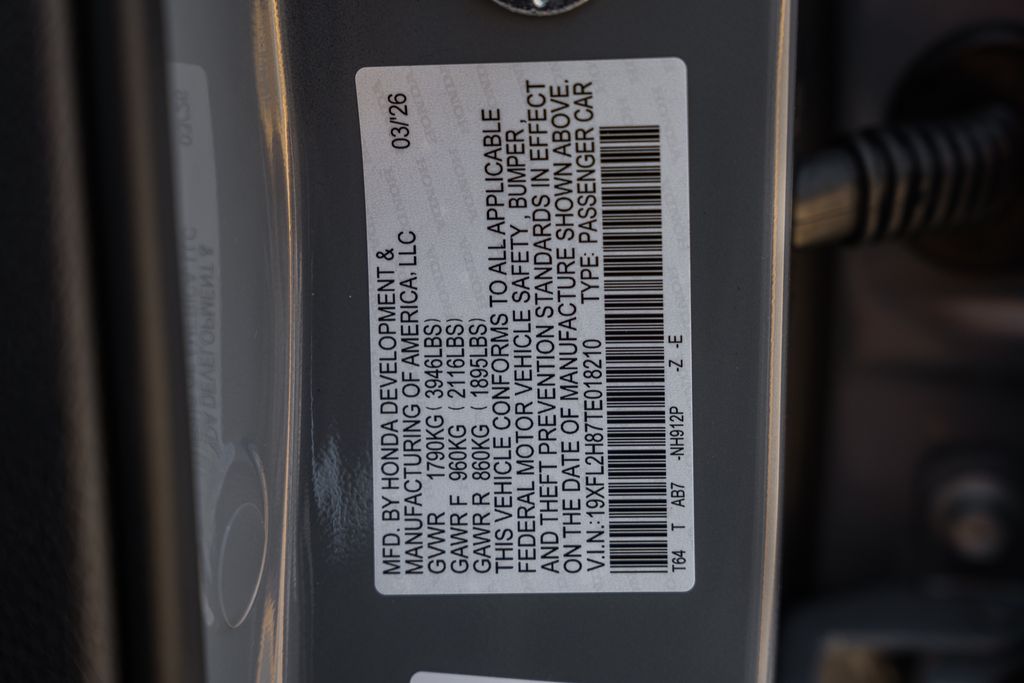 03/'26
MFD. BY HONDA DEVELOPMENT &
MANUFACTURING OF AMERICA, LLC
GVWR 1790KG ( 3946LBS)
GAWR F 960KG ( 2116LBS)
GAWR R 860KG ( 1895LBS)
THIS VEHICLE CONFORMS TO ALL APPLICABLE
FEDERAL MOTOR VEHICLE SAFETY , BUMPER ,
AND THEFT PREVENTION STANDARDS IN EFFECT
ON THE DATE OF MANUFACTURE SHOWN ABOVE.
V.I.N.:19XFL2H87TE018210 TYPE: PASSENGER CAR
T64 T AB7 -NH912P -Z -E